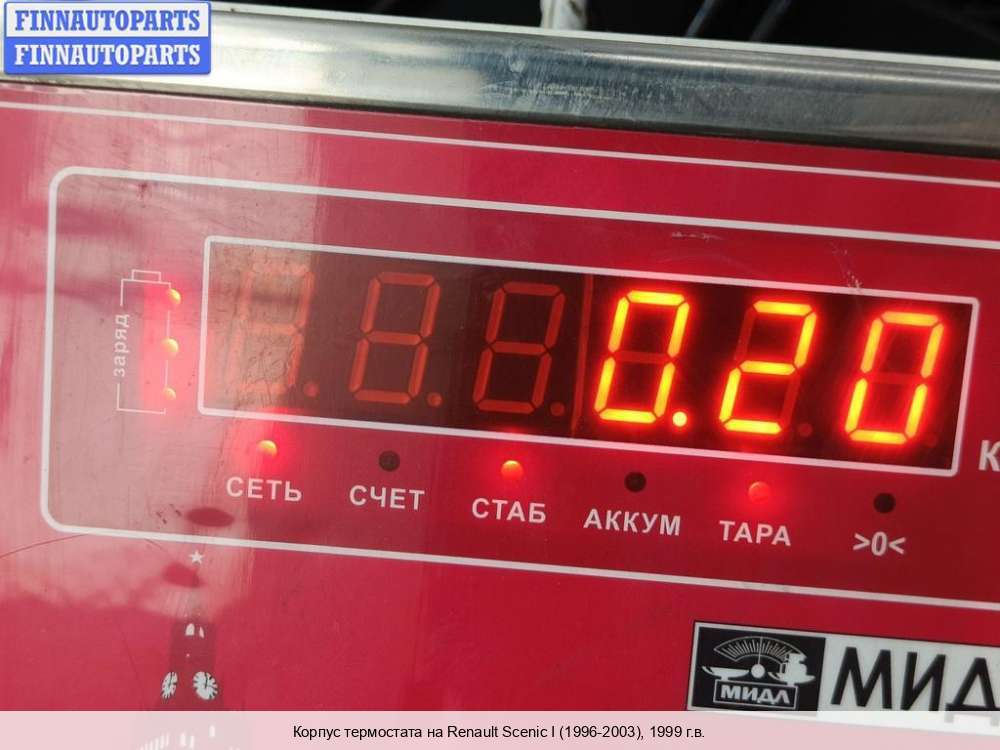 FINNAUTOPARTS
FINNAUTOPARTS
заряд
0.20
СЕТЬ
СЧЕТ
СТАБ
АККУМ
ТАРА
>0<
МИДЛ
Корпус термостата на Renault Scenic I (1996-2003), 1999 г.в.